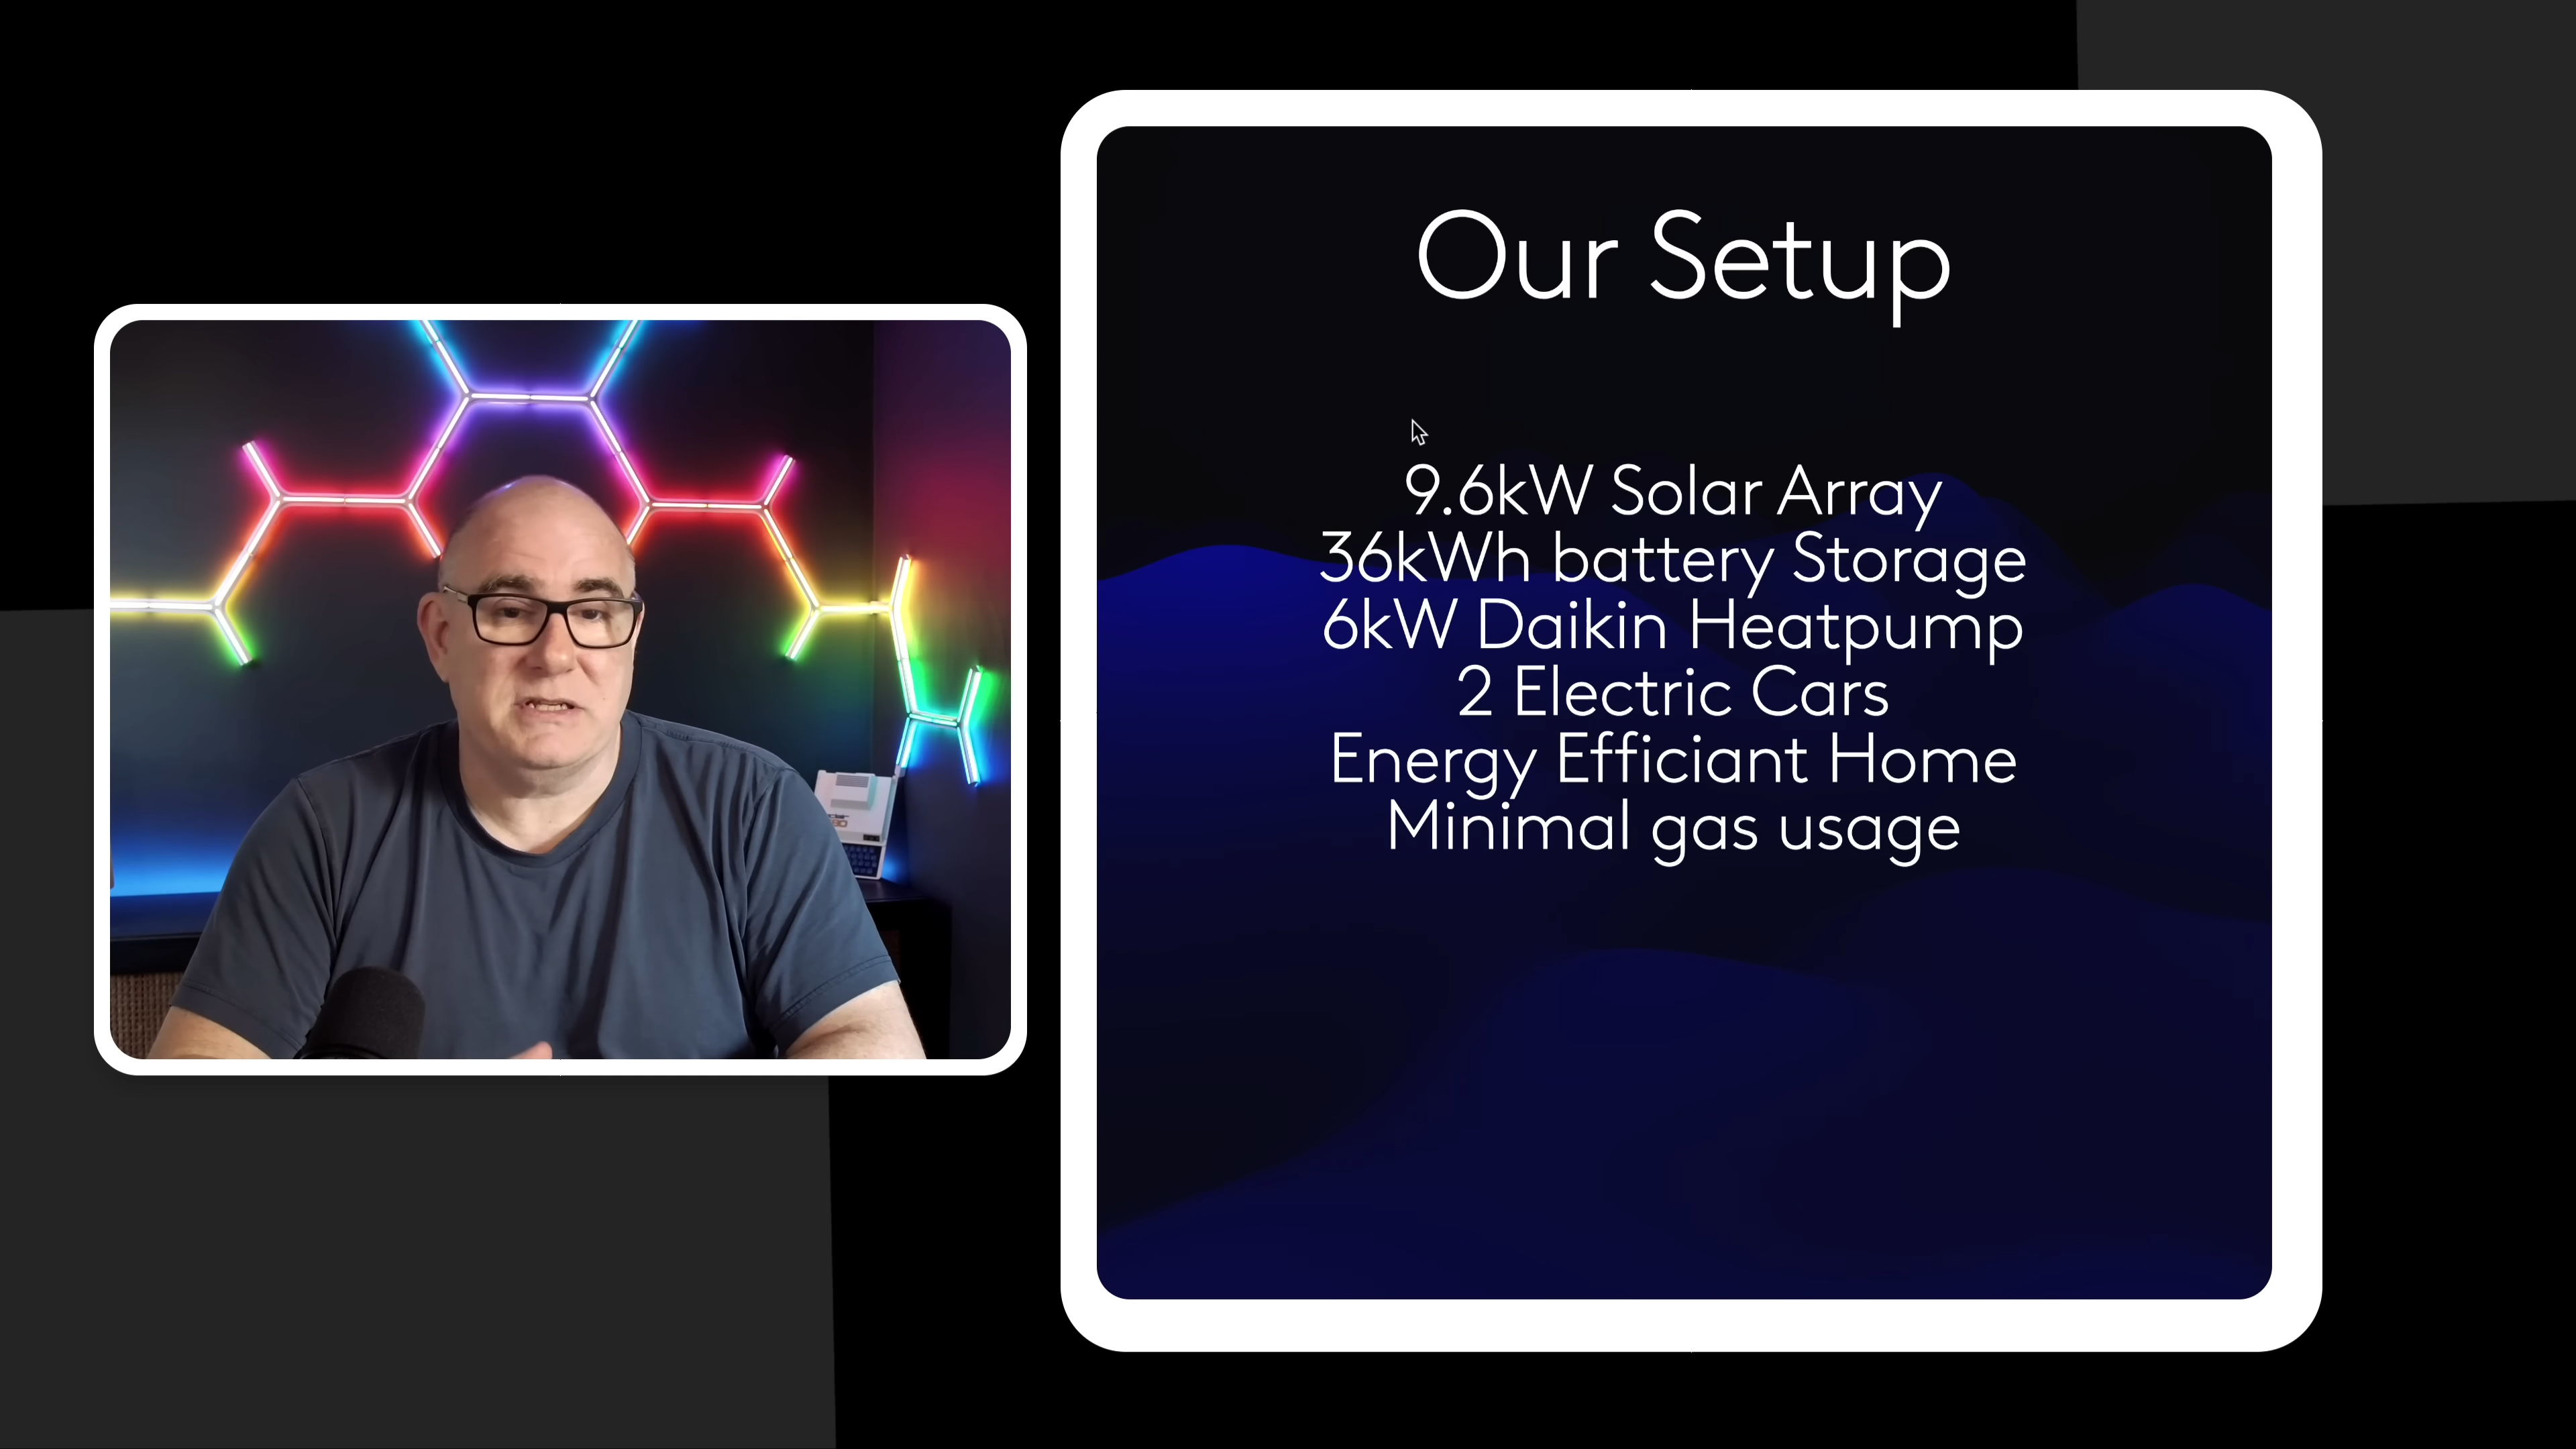 Our Setup
9.6kW Solar Array
36kWh battery Storage
6kW Daikin Heatpump
2 Electric Cars
Energy Efficiant Home
Minimal gas usage